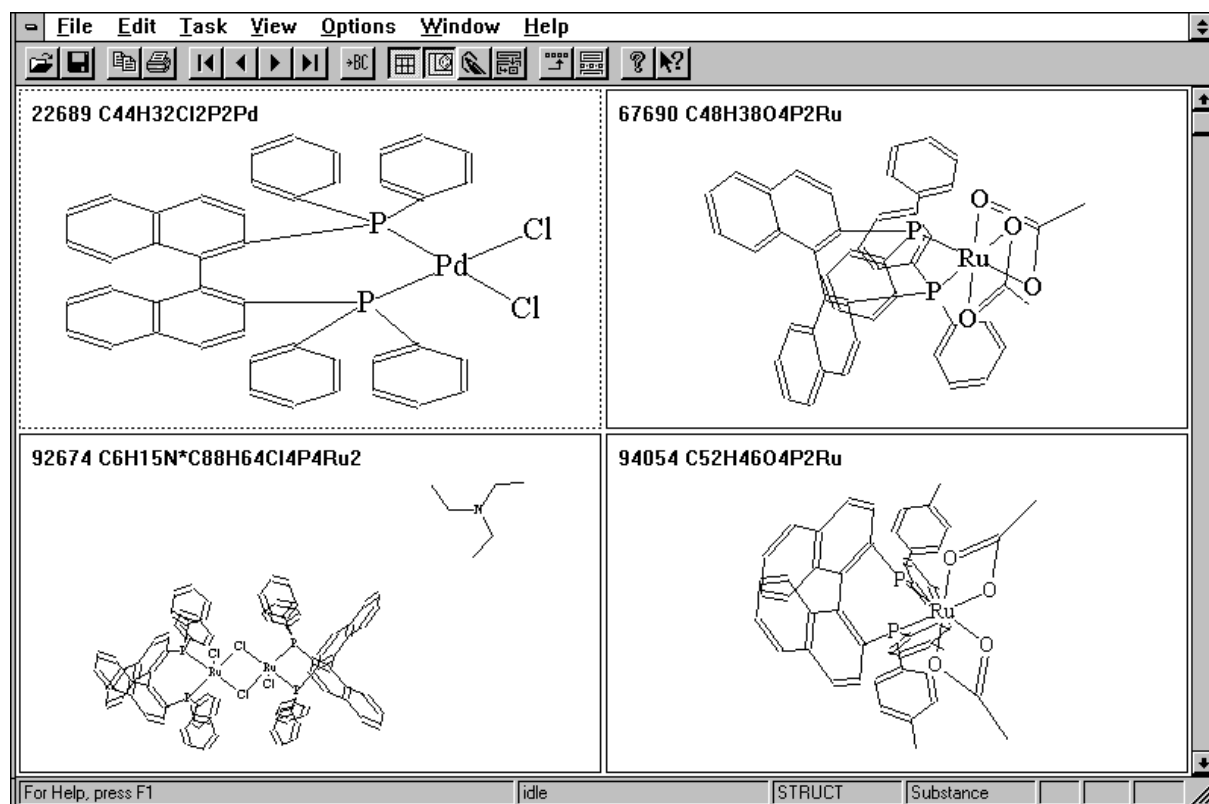 File Edit Task View Options Window Help
→BC
22689 C44H32Cl2P2Pd
P
Cl
Pd
Cl
P
67690 C48H38O4P2Ru
O
P
O
Ru
P
O
O
92674 C6H15N*C88H64Cl4P4Ru2
N
Cl
Cl
P
P
Ru
Ru
Cl
P
Cl
P
94054 C52H46O4P2Ru
O
P
O
Ru
P
O
O
For Help, press F1 idle STRUCT Substance